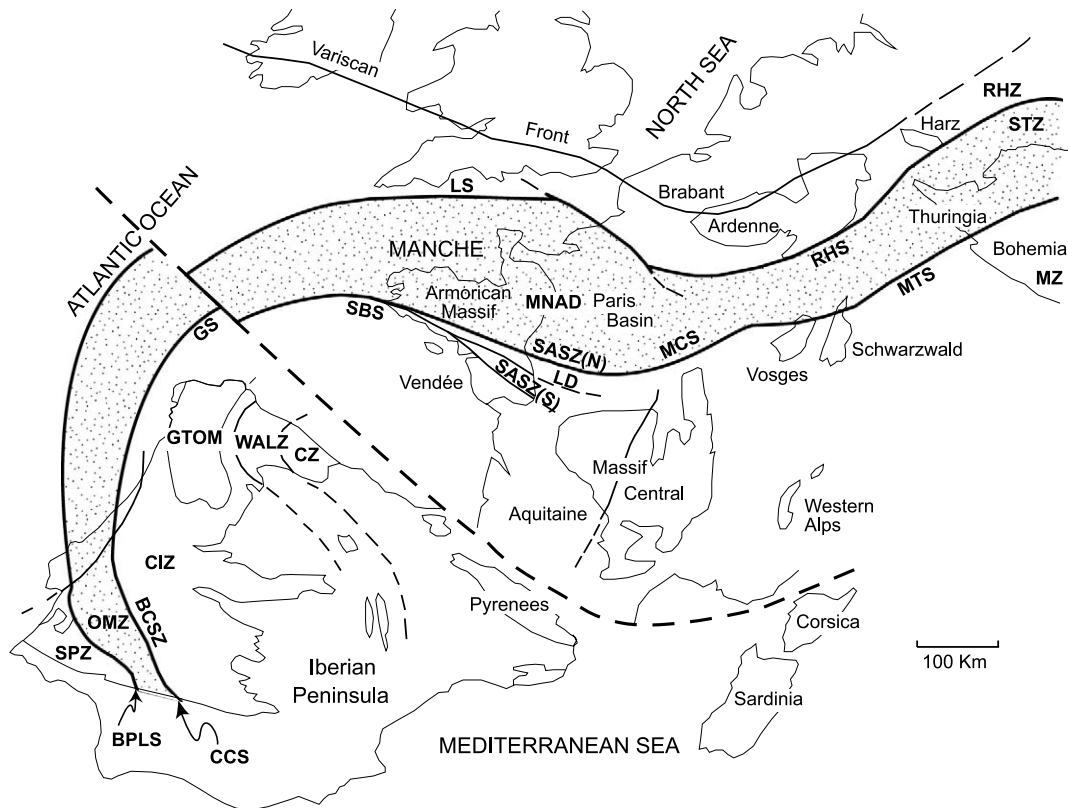 Variscan
Front
NORTH SEA
RHZ
Harz
STZ
LS
Brabant
Ardenne
ATLANTIC OCEAN
MANCHE
Thuringia
Bohemia
RHS
MTS
MZ
Armorican
Massif
MNAD
Paris
Basin
SBS
GS
SASZ(N)
MCS
Schwarzwald
Vosges
Vendée
SASZ(S)
LD
GTOM
WALZ
CZ
Massif
Central
Aquitaine
Western
Alps
CIZ
Pyrenees
OMZ
BCSZ
Corsica
SPZ
100 Km
Iberian
Peninsula
Sardinia
BPLS
CCS
MEDITERRANEAN SEA